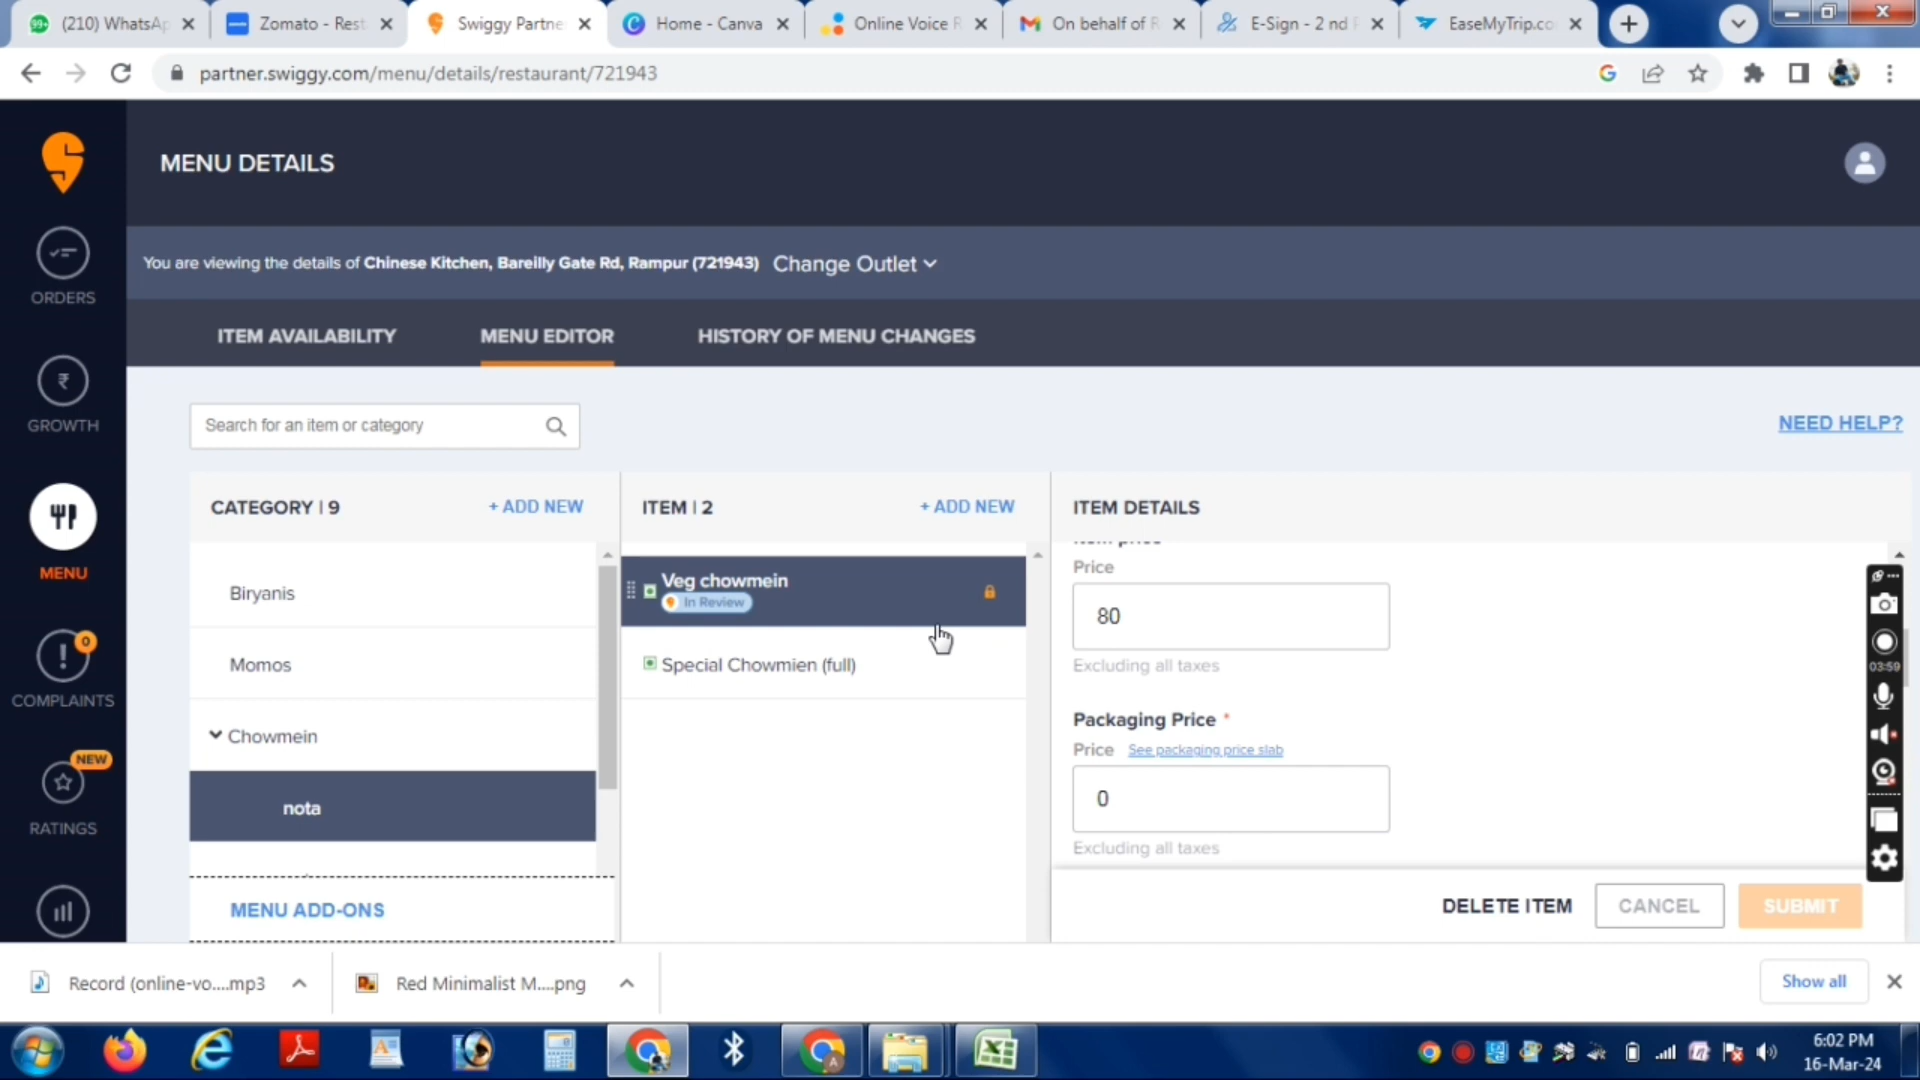 (210) WhatsAp
Zomato - Rest
Swiggy Partne
Home - Canva
Online Voice R
On behalf of R
E-Sign - 2 nd F
EaseMyTrip.co
partner.swiggy.com/menu/details/restaurant/721943
MENU DETAILS
You are viewing the details of Chinese Kitchen, Bareilly Gate Rd, Rampur (721943) Change Outlet
ORDERS
ITEM AVAILABILITY
MENU EDITOR
HISTORY OF MENU CHANGES
GROWTH
Search for an item or category
NEED HELP?
CATEGORY | 9
+ ADD NEW
ITEM | 2
+ ADD NEW
ITEM DETAILS
Item price
Price
MENU
Biryanis
Veg chowmein
In Review
80
Momos
Special Chowmien (full)
Excluding all taxes
0
COMPLAINTS
03:59
Chowmein
Packaging Price *
Price See packaging price slab
NEW
nota
0
RATINGS
Excluding all taxes
MENU ADD-ONS
DELETE ITEM
CANCEL
SUBMIT
Record (online-vo....mp3
Red Minimalist M....png
Show all
6:02 PM
16-Mar-24